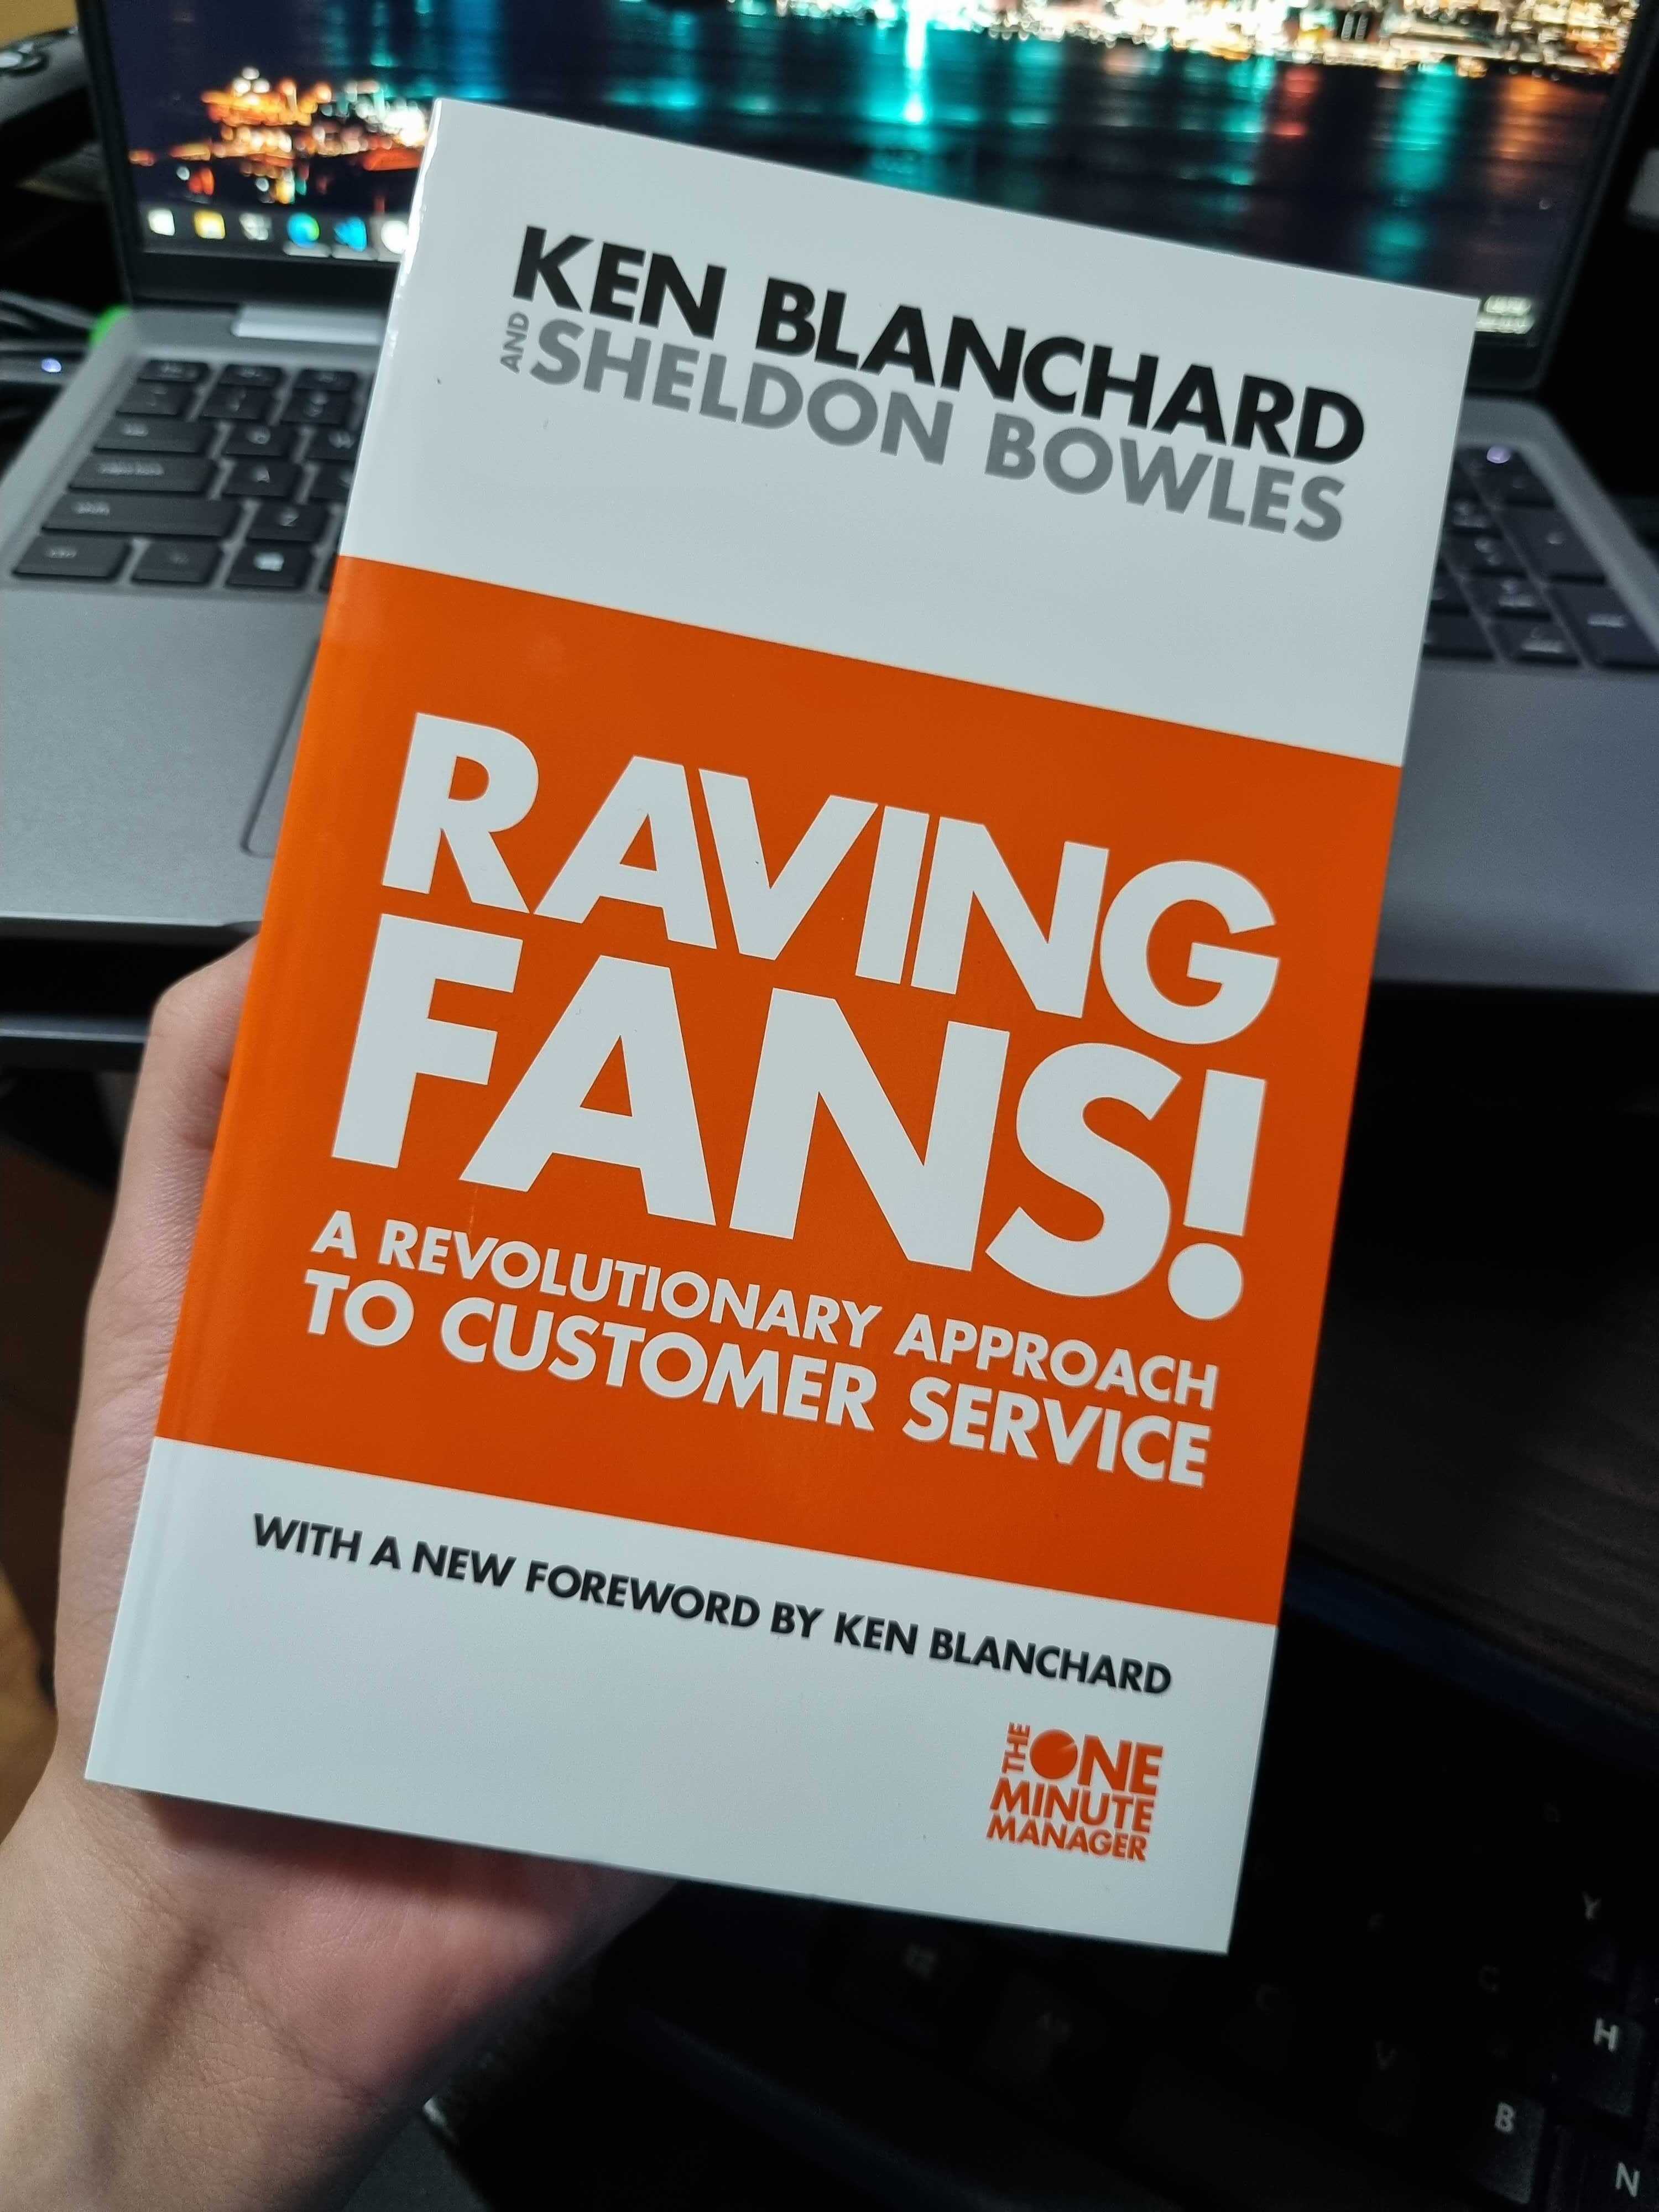 KEN BLANCHARD
AND SHELDON BOWLES
RAVING
FANS!
A REVOLUTIONARY APPROACH
TO CUSTOMER SERVICE
WITH A NEW FOREWORD BY KEN BLANCHARD
THE ONE
MINUTE
MANAGER
Y
H
B
N